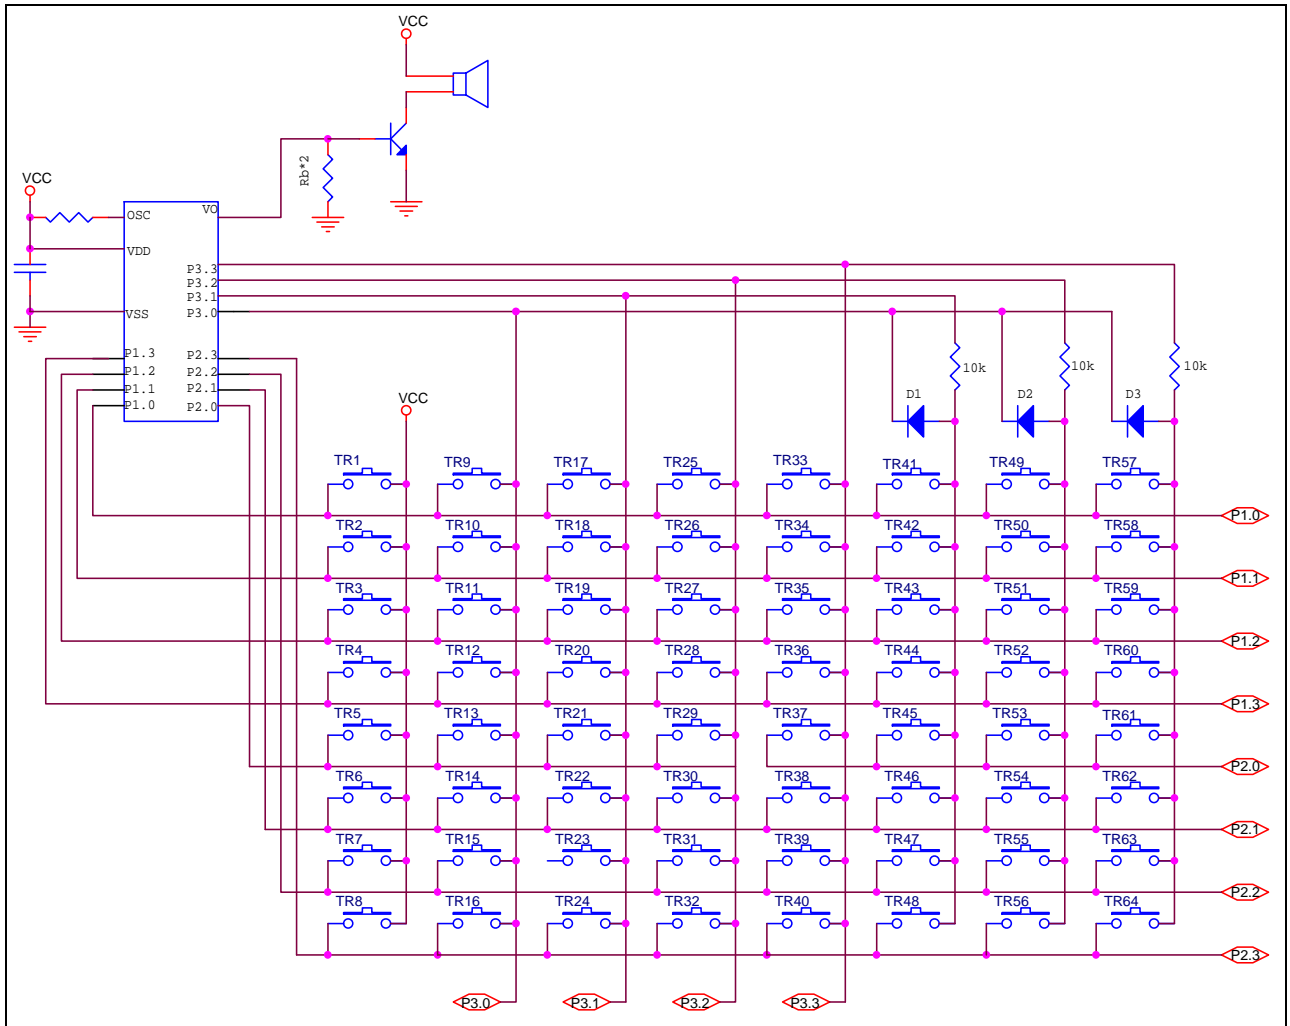 VCC
Rb*2
VCC
OSC VO
VDD
P3.3
P3.2
P3.1
VSS P3.0
P1.3 P2.3
P1.2 P2.2
P1.1 P2.1
P1.0 P2.0
10k 10k 10k
VCC D1 D2 D3
TR1 TR9 TR17 TR25 TR33 TR41 TR49 TR57
P1.0
TR2 TR10 TR18 TR26 TR34 TR42 TR50 TR58
P1.1
TR3 TR11 TR19 TR27 TR35 TR43 TR51 TR59
P1.2
TR4 TR12 TR20 TR28 TR36 TR44 TR52 TR60
P1.3
TR5 TR13 TR21 TR29 TR37 TR45 TR53 TR61
P2.0
TR6 TR14 TR22 TR30 TR38 TR46 TR54 TR62
P2.1
TR7 TR15 TR23 TR31 TR39 TR47 TR55 TR63
P2.2
TR8 TR16 TR24 TR32 TR40 TR48 TR56 TR64
P2.3
P3.0 P3.1 P3.2 P3.3